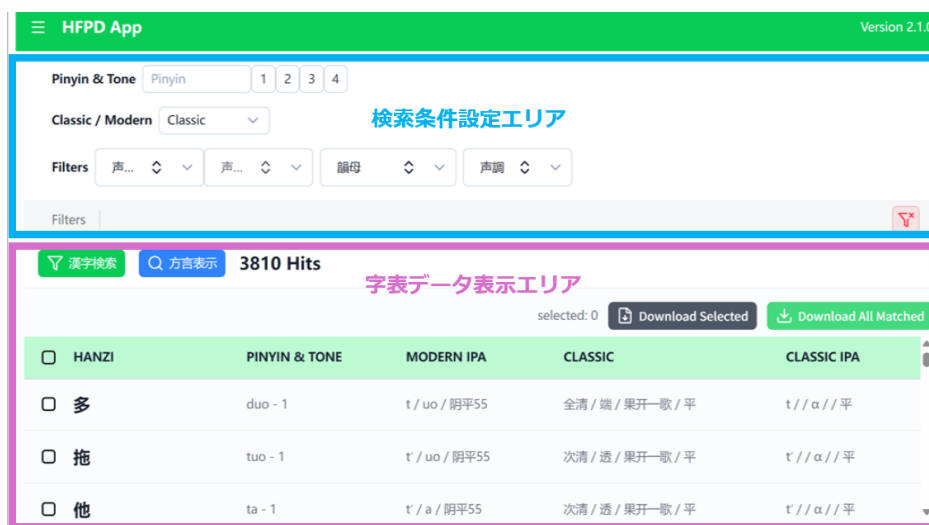 ☰ HFPD App Version 2.1.
Pinyin & Tone Pinyin 1 2 3 4
Classic / Modern Classic
検索条件設定エリア
Filters 声... 声... 韻母 声調
Filters
漢字検索 方言表示 3810 Hits
字表データ表示エリア
selected: 0 Download Selected Download All Matched
HANZI PINYIN & TONE MODERN IPA CLASSIC CLASSIC IPA
多 duo - 1 t / uo / 阴平55 全清 / 端 / 果开一歌 / 平 t / / ɑ / / 平
拖 tuo - 1 t' / uo / 阴平55 次清 / 透 / 果开一歌 / 平 t' / / ɑ / / 平
他 ta - 1 t' / a / 阴平55 次清 / 透 / 果开一歌 / 平 t' / / ɑ / / 平